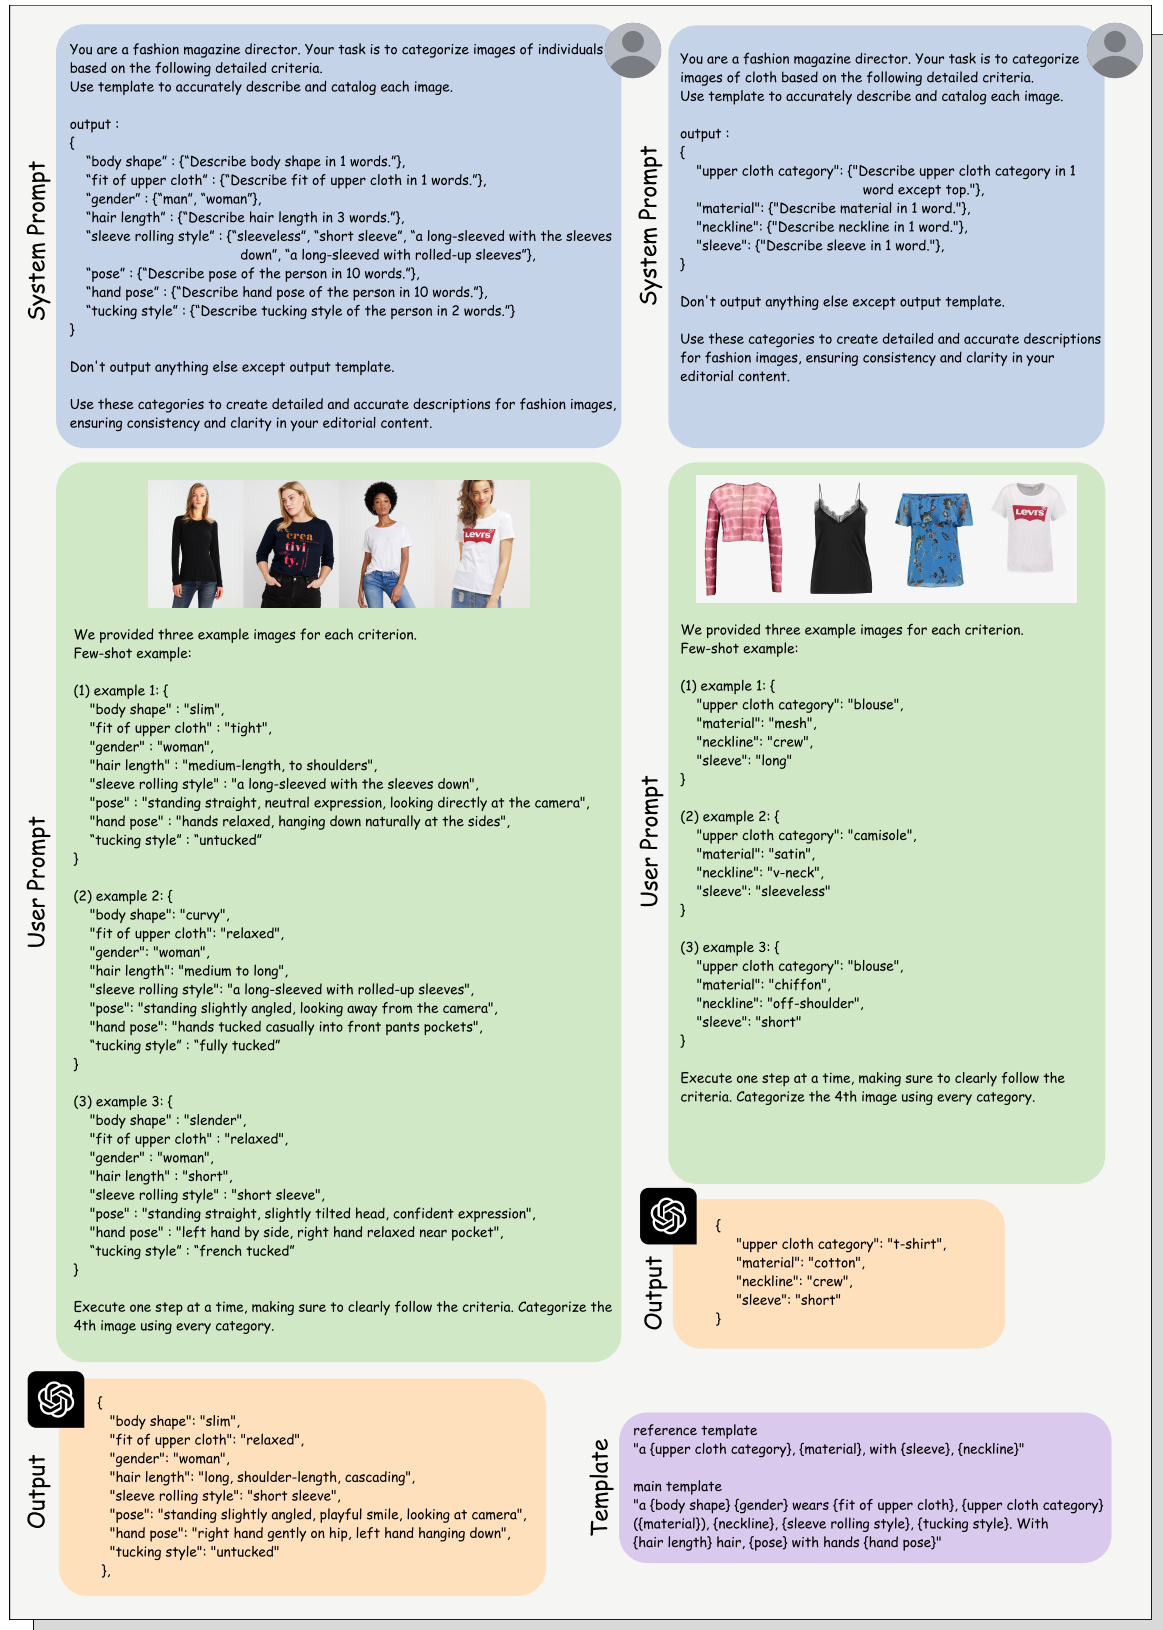 System Prompt
You are a fashion magazine director. Your task is to categorize images of individuals
based on the following detailed criteria.
Use template to accurately describe and catalog each image.
output :
{
“body shape” : {“Describe body shape in 1 words.”},
“fit of upper cloth” : {“Describe fit of upper cloth in 1 words.”},
“gender” : {“man”, “woman”},
“hair length” : {“Describe hair length in 3 words.”},
“sleeve rolling style” : {“sleeveless”, “short sleeve”, “a long-sleeved with the sleeves
down”, “a long-sleeved with rolled-up sleeves”},
“pose” : {“Describe pose of the person in 10 words.”},
“hand pose” : {“Describe hand pose of the person in 10 words.”},
“tucking style” : {“Describe tucking style of the person in 2 words.”}
}
Don't output anything else except output template.
Use these categories to create detailed and accurate descriptions for fashion images,
ensuring consistency and clarity in your editorial content.
System Prompt
You are a fashion magazine director. Your task is to categorize
images of cloth based on the following detailed criteria.
Use template to accurately describe and catalog each image.
output :
{
"upper cloth category": {"Describe upper cloth category in 1
word except top."},
"material": {"Describe material in 1 word."},
"neckline": {"Describe neckline in 1 word."},
"sleeve": {"Describe sleeve in 1 word."},
}
Don't output anything else except output template.
Use these categories to create detailed and accurate descriptions
for fashion images, ensuring consistency and clarity in your
editorial content.
User Prompt
crea
tivi
ty.
Levi's
We provided three example images for each criterion.
Few-shot example:
(1) example 1: {
"body shape" : "slim",
"fit of upper cloth" : "tight",
"gender" : "woman",
"hair length" : "medium-length, to shoulders",
"sleeve rolling style" : "a long-sleeved with the sleeves down",
"pose" : "standing straight, neutral expression, looking directly at the camera",
"hand pose" : "hands relaxed, hanging down naturally at the sides",
“tucking style” : “untucked”
}
(2) example 2: {
"body shape": "curvy",
"fit of upper cloth": "relaxed",
"gender": "woman",
"hair length": "medium to long",
"sleeve rolling style": "a long-sleeved with rolled-up sleeves",
"pose": "standing slightly angled, looking away from the camera",
"hand pose": "hands tucked casually into front pants pockets",
“tucking style” : “fully tucked”
}
(3) example 3: {
"body shape" : "slender",
"fit of upper cloth" : "relaxed",
"gender" : "woman",
"hair length" : "short",
"sleeve rolling style" : "short sleeve",
"pose" : "standing straight, slightly tilted head, confident expression",
"hand pose" : "left hand by side, right hand relaxed near pocket",
“tucking style” : “french tucked”
}
Execute one step at a time, making sure to clearly follow the criteria. Categorize the
4th image using every category.
User Prompt
Levi's
We provided three example images for each criterion.
Few-shot example:
(1) example 1: {
"upper cloth category": "blouse",
"material": "mesh",
"neckline": "crew",
"sleeve": "long"
}
(2) example 2: {
"upper cloth category": "camisole",
"material": "satin",
"neckline": "v-neck",
"sleeve": "sleeveless"
}
(3) example 3: {
"upper cloth category": "blouse",
"material": "chiffon",
"neckline": "off-shoulder",
"sleeve": "short"
}
Execute one step at a time, making sure to clearly follow the
criteria. Categorize the 4th image using every category.
Output
{
"upper cloth category": "t-shirt",
"material": "cotton",
"neckline": "crew",
"sleeve": "short"
}
Output
{
"body shape": "slim",
"fit of upper cloth": "relaxed",
"gender": "woman",
"hair length": "long, shoulder-length, cascading",
"sleeve rolling style": "short sleeve",
"pose": "standing slightly angled, playful smile, looking at camera",
"hand pose": "right hand gently on hip, left hand hanging down",
"tucking style": "untucked"
},
Template
reference template
"a {upper cloth category}, {material}, with {sleeve}, {neckline}"
main template
"a {body shape} {gender} wears {fit of upper cloth}, {upper cloth category}
({material}), {neckline}, {sleeve rolling style}, {tucking style}. With
{hair length} hair, {pose} with hands {hand pose}"